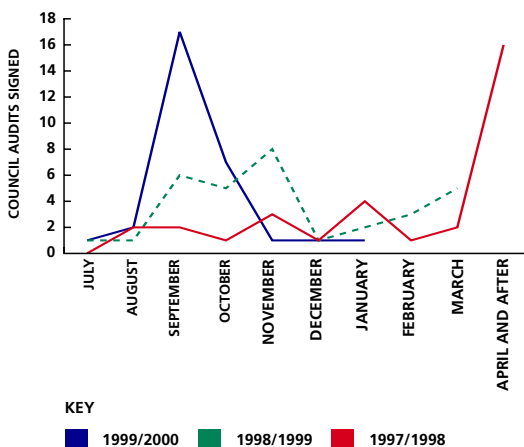 COUNCIL AUDITS SIGNED
18
16
14
12
10
8
6
4
2
0
JULY
AUGUST
SEPTEMBER
OCTOBER
NOVEMBER
DECEMBER
JANUARY
FEBRUARY
MARCH
APRIL AND AFTER
KEY
1999/2000 1998/1999 1997/1998